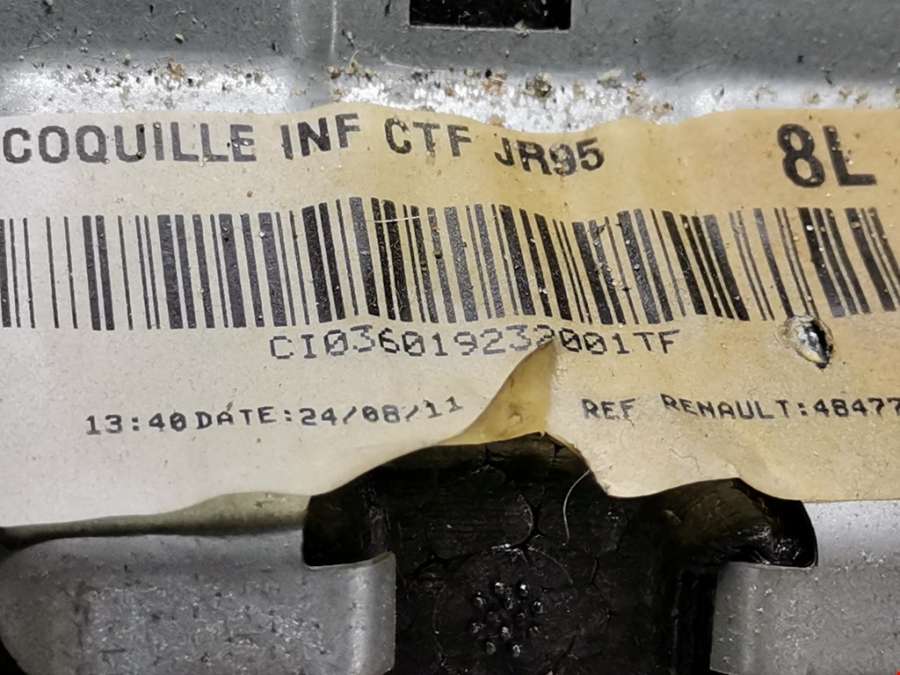 COQUILLE INF CTF JR95 8L
CI036019232001TF
13:40 DATE:24/08/11 REF RENAULT:48477